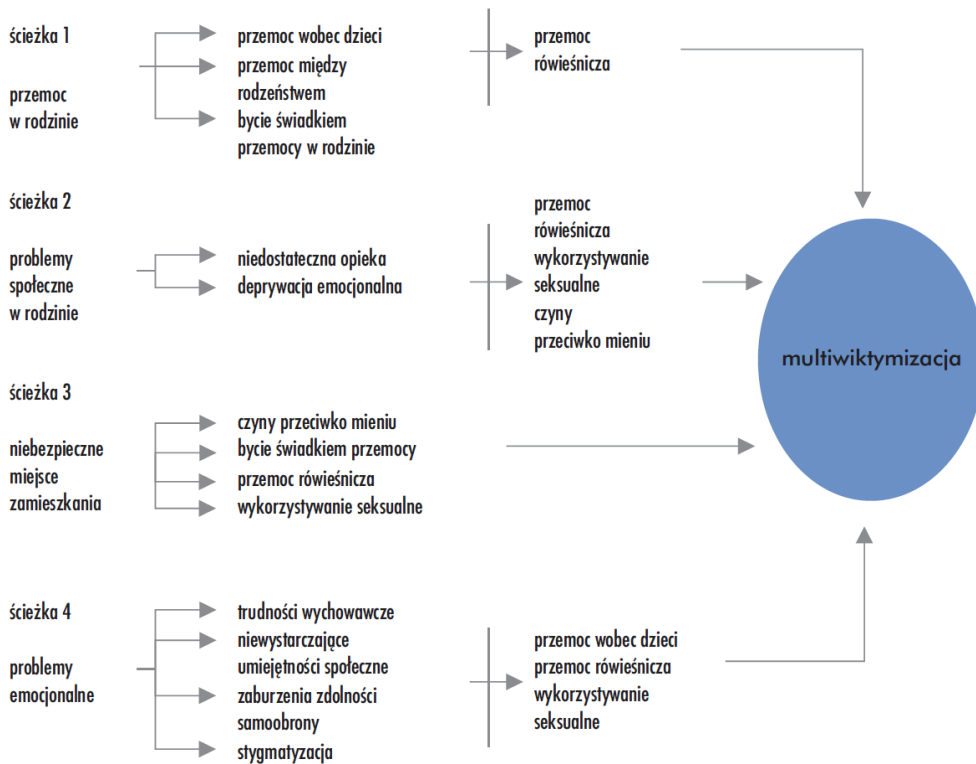 ścieżka 1
przemoc
w rodzinie
przemoc wobec dzieci
przemoc między
rodzeństwem
bycie świadkiem
przemocy w rodzinie
przemoc
rówieśnicza
ścieżka 2
problemy
społeczne
w rodzinie
niedostateczna opieka
deprywacja emocjonalna
przemoc
rówieśnicza
wykorzystywanie
seksualne
czyny
przeciwko mieniu
ścieżka 3
niebezpieczne
miejsce
zamieszkania
czyny przeciwko mieniu
bycie świadkiem przemocy
przemoc rówieśnicza
wykorzystywanie seksualne
ścieżka 4
problemy
emocjonalne
trudności wychowawcze
niewystarczające
umiejętności społeczne
zaburzenia zdolności
samoobrony
stygmatyzacja
przemoc wobec dzieci
przemoc rówieśnicza
wykorzystywanie
seksualne
multiwiktymizacja